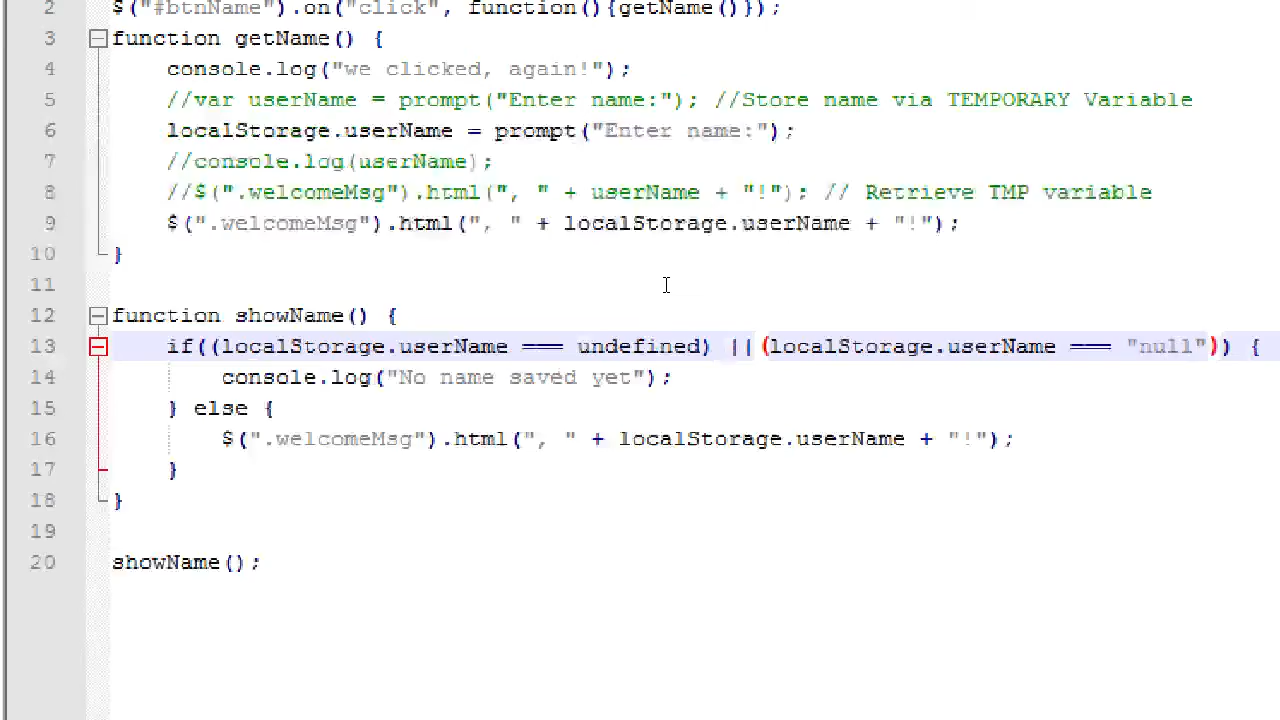 2 $("#btnName").on("click", function(){getName()});
3 function getName() {
4 console.log("we clicked, again!");
5 //var userName = prompt("Enter name:"); //Store name via TEMPORARY Variable
6 localStorage.userName = prompt("Enter name:");
7 //console.log(userName);
8 //$(".welcomeMsg").html(", " + userName + "!"); // Retrieve TMP variable
9 $(".welcomeMsg").html(", " + localStorage.userName + "!");
10 }
11
12 function showName() {
13 if((localStorage.userName === undefined) ||(localStorage.userName === "null")) {
14 console.log("No name saved yet");
15 } else {
16 $(".welcomeMsg").html(", " + localStorage.userName + "!");
17 }
18 }
19
20 showName();